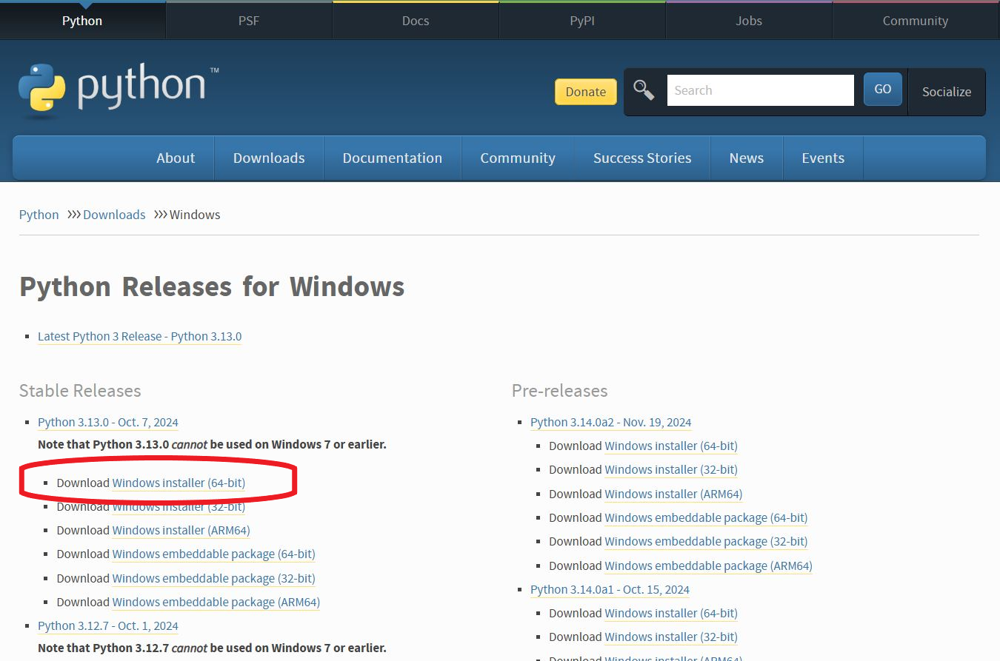 Python PSF Docs PyPI Jobs Community
python™
Donate Search GO Socialize
About Downloads Documentation Community Success Stories News Events
Python >>> Downloads >>> Windows
Python Releases for Windows
Latest Python 3 Release - Python 3.13.0
Stable Releases
Python 3.13.0 - Oct. 7, 2024
Note that Python 3.13.0 cannot be used on Windows 7 or earlier.
Download Windows installer (64-bit)
Download Windows installer (32-bit)
Download Windows installer (ARM64)
Download Windows embeddable package (64-bit)
Download Windows embeddable package (32-bit)
Download Windows embeddable package (ARM64)
Python 3.12.7 - Oct. 1, 2024
Note that Python 3.12.7 cannot be used on Windows 7 or earlier.
Pre-releases
Python 3.14.0a2 - Nov. 19, 2024
Download Windows installer (64-bit)
Download Windows installer (32-bit)
Download Windows installer (ARM64)
Download Windows embeddable package (64-bit)
Download Windows embeddable package (32-bit)
Download Windows embeddable package (ARM64)
Python 3.14.0a1 - Oct. 15, 2024
Download Windows installer (64-bit)
Download Windows installer (32-bit)
Download Windows installer (ARM64)